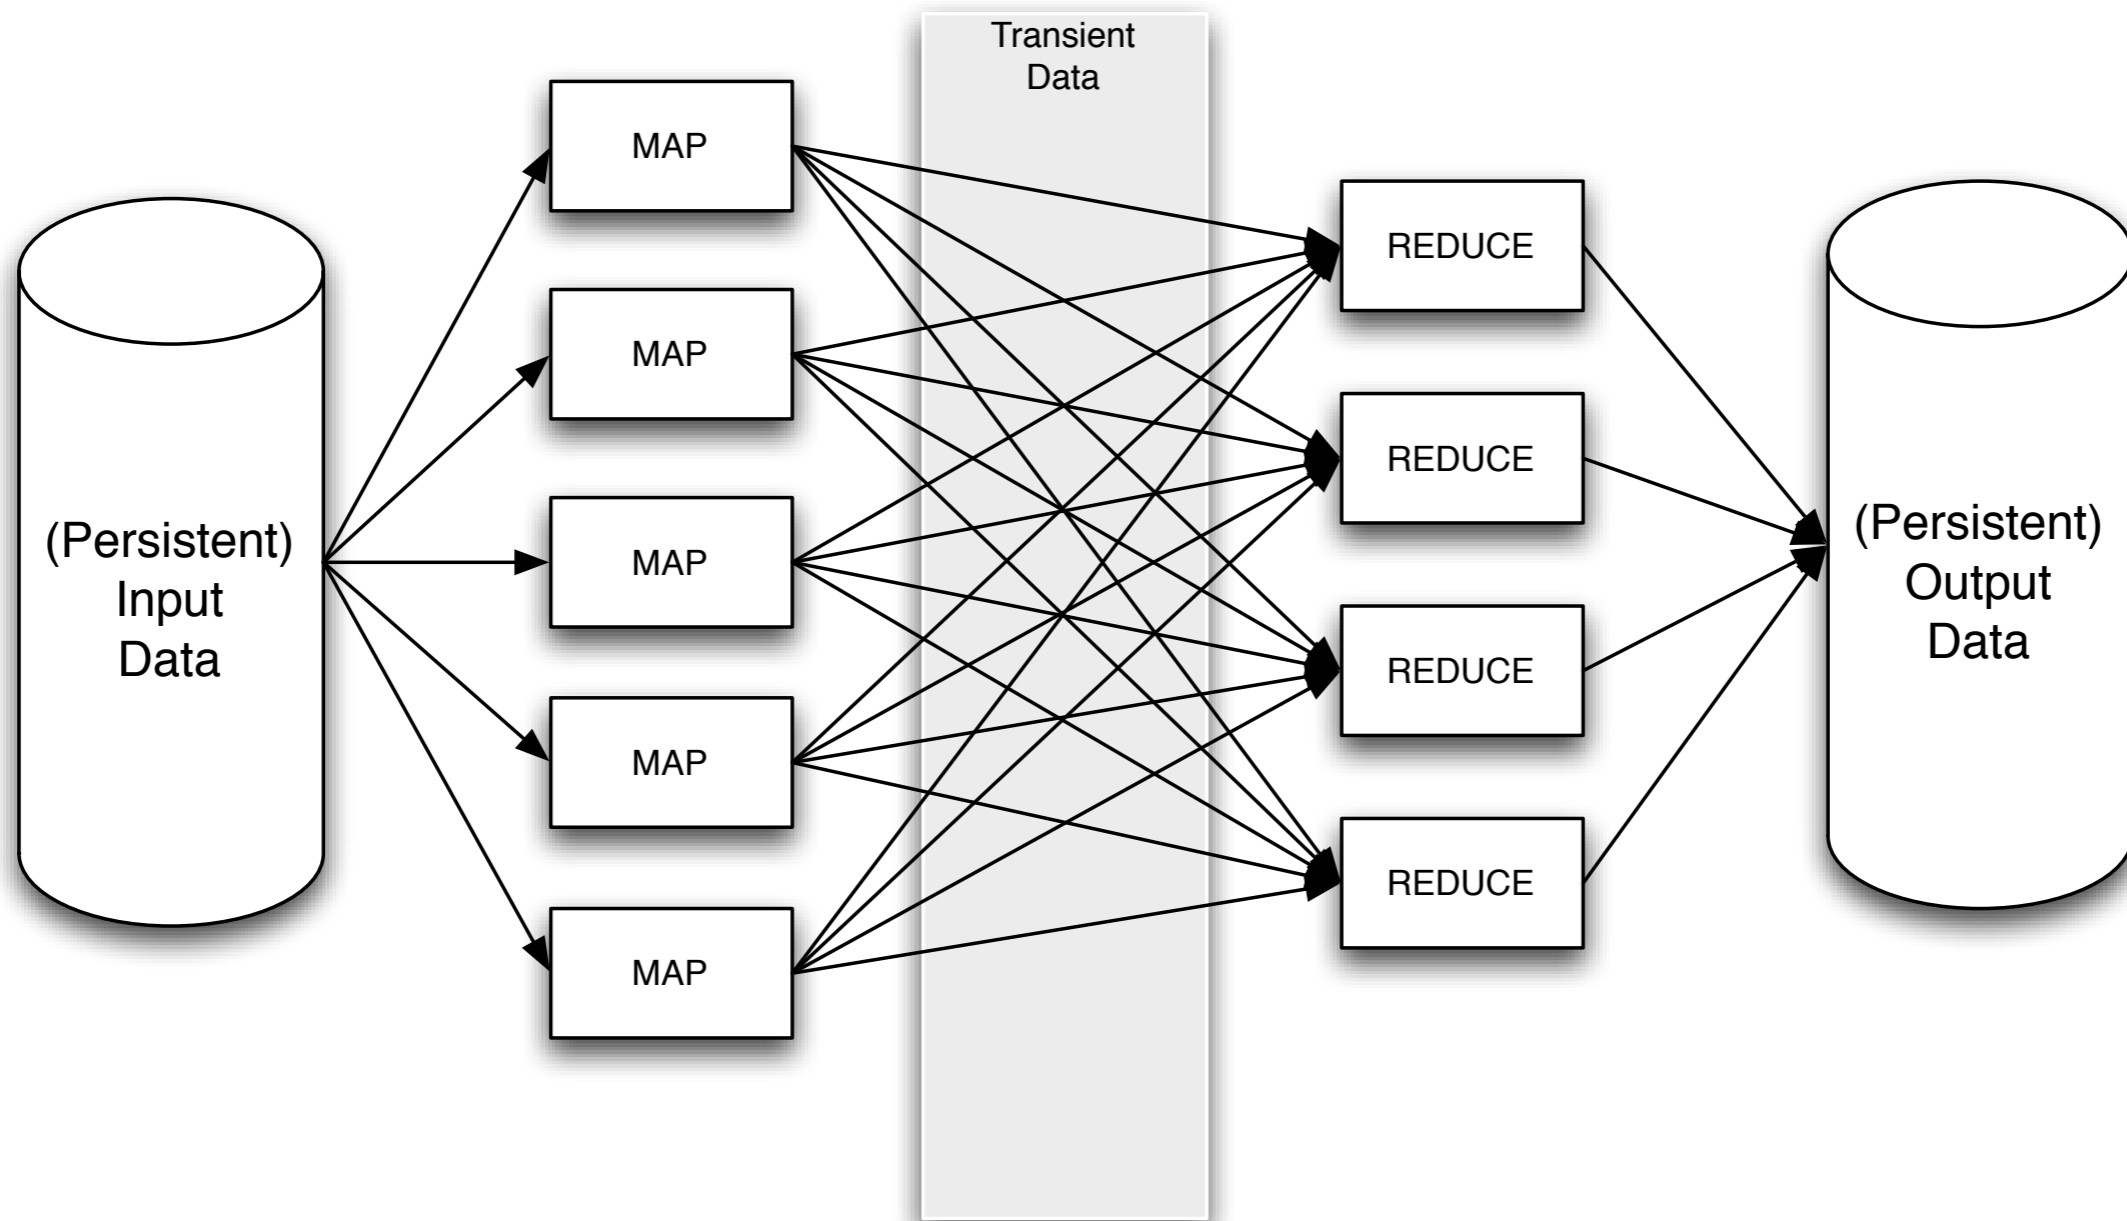 Transient
Data
(Persistent)
Input
Data
MAP
MAP
MAP
MAP
MAP
REDUCE
REDUCE
REDUCE
REDUCE
(Persistent)
Output
Data